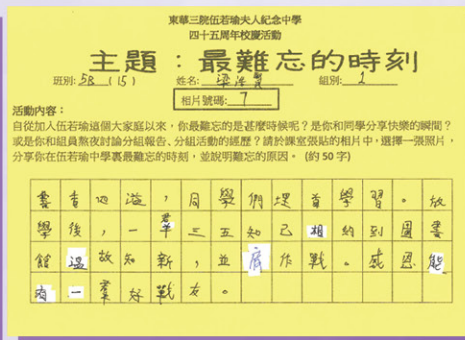 東華三院伍若瑜夫人紀念中學
四十五周年校慶活動
主題：最難忘的時刻
班別: 5B (15) 姓名: 梁 組別: 1
相片號碼: 7
活動內容：
自從加入伍若瑜這個大家庭以來，你最難忘的是甚麼時候呢？是你和同學分享快樂的瞬間？
或是你和組員熬夜討論分組報告、分組活動的經歷？請於課室張貼的相片中，選擇一張照片，
分享你在伍若瑜中學裏最難忘的時刻，並說明難忘的原因。(約 50 字)
書香四溢，同學們埋首學習。放
學後，一羣三五知己相約到圖書
館溫故知新，並底作戰。感恩能
有一羣好戰友。